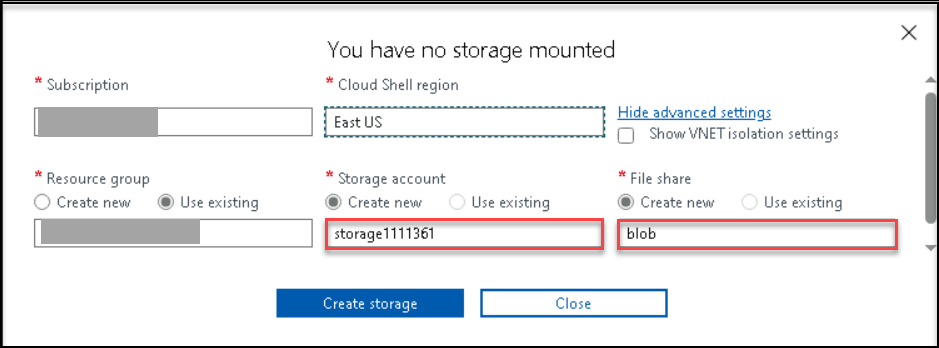 You have no storage mounted
* Subscription
* Cloud Shell region
East US
Hide advanced settings
Show VNET isolation settings
* Resource group
Create new
Use existing
* Storage account
Create new
Use existing
storage1111361
* File share
Create new
Use existing
blob
Create storage
Close